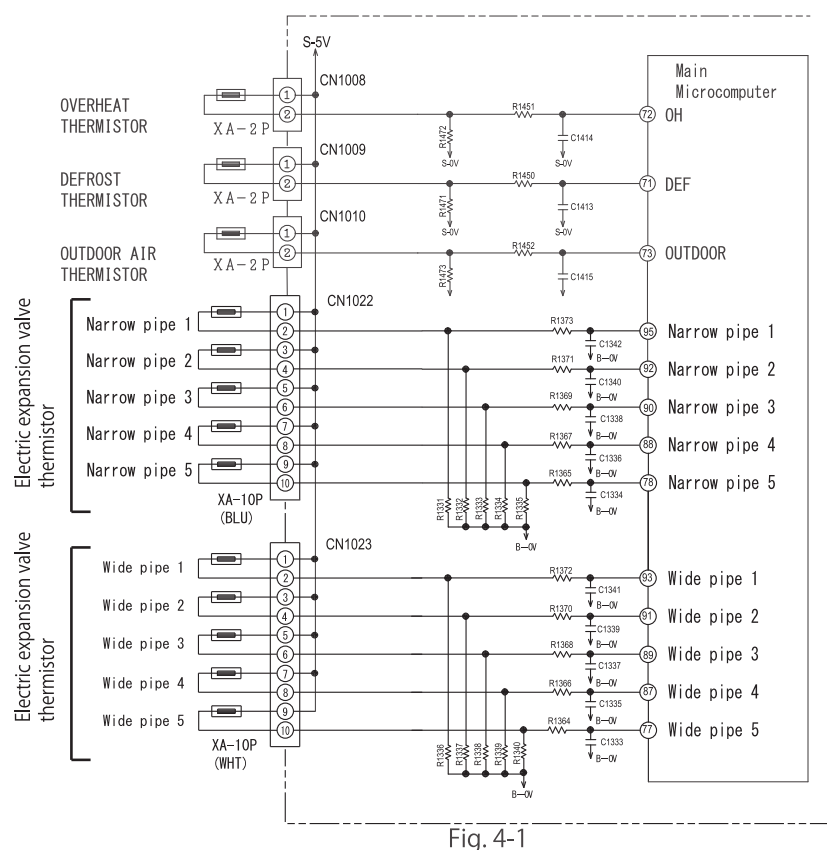 S-5V
CN1008
Main
Microcomputer
OVERHEAT
THERMISTOR
1
2
XA-2P
R1472
S-0V
R1451
C1414
S-0V
72 OH
CN1009
DEFROST
THERMISTOR
1
2
XA-2P
R1471
S-0V
R1450
C1413
S-0V
71 DEF
CN1010
OUTDOOR AIR
THERMISTOR
1
2
XA-2P
R1473
R1452
C1415
73 OUTDOOR
Electric expansion valve
thermistor
CN1022
Narrow pipe 1
1
2
R1373
C1342
B-0V
95 Narrow pipe 1
Narrow pipe 2
3
4
R1371
C1340
B-0V
92 Narrow pipe 2
Narrow pipe 3
5
6
R1369
C1338
B-0V
90 Narrow pipe 3
Narrow pipe 4
7
8
R1367
C1336
B-0V
88 Narrow pipe 4
Narrow pipe 5
9
10
R1365
C1334
B-0V
78 Narrow pipe 5
XA-10P
(BLU)
R1331
R1332
R1333
R1334
R1335
B-0V
Electric expansion valve
thermistor
CN1023
Wide pipe 1
1
2
R1372
C1341
B-0V
93 Wide pipe 1
Wide pipe 2
3
4
R1370
C1339
B-0V
91 Wide pipe 2
Wide pipe 3
5
6
R1368
C1337
B-0V
89 Wide pipe 3
Wide pipe 4
7
8
R1366
C1335
B-0V
87 Wide pipe 4
Wide pipe 5
9
10
R1364
C1333
B-0V
77 Wide pipe 5
XA-10P
(WHT)
R1336
R1337
R1338
R1339
R1340
B-0V
Fig. 4-1